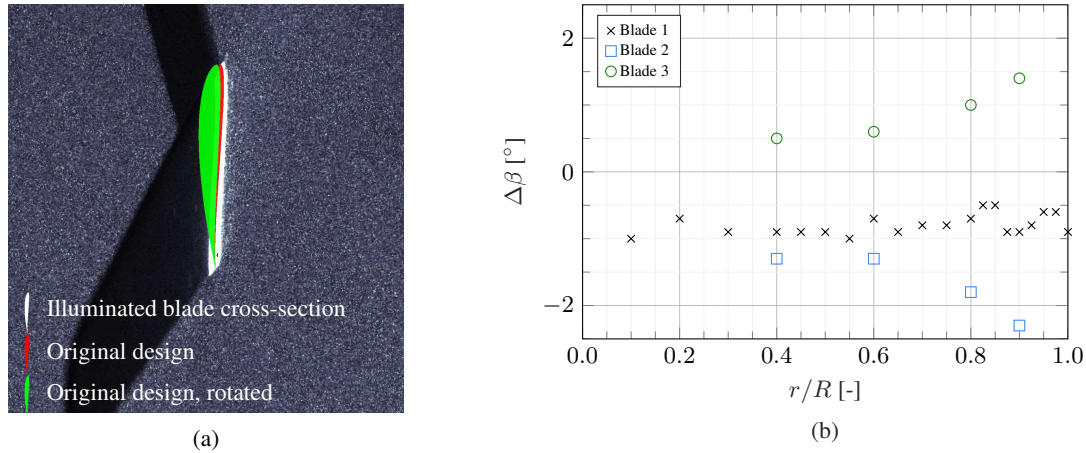 Illuminated blade cross-section
Original design
Original design, rotated
(a)
Blade 1
Blade 2
Blade 3
2
0
−2
Δβ [°]
0.0 0.2 0.4 0.6 0.8 1.0
r/R [-]
(b)